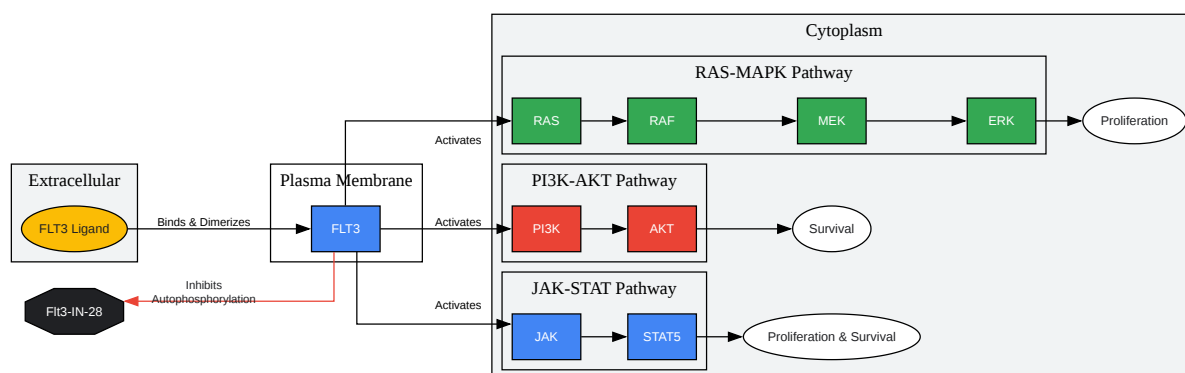 Cytoplasm
RAS-MAPK Pathway
RAS
RAF
MEK
ERK
Proliferation
Activates
Extracellular
Plasma Membrane
PI3K-AKT Pathway
FLT3 Ligand
Binds & Dimerizes
FLT3
Activates
PI3K
AKT
Survival
Inhibits
Autophosphorylation
Flt3-IN-28
JAK-STAT Pathway
Activates
JAK
STAT5
Proliferation & Survival